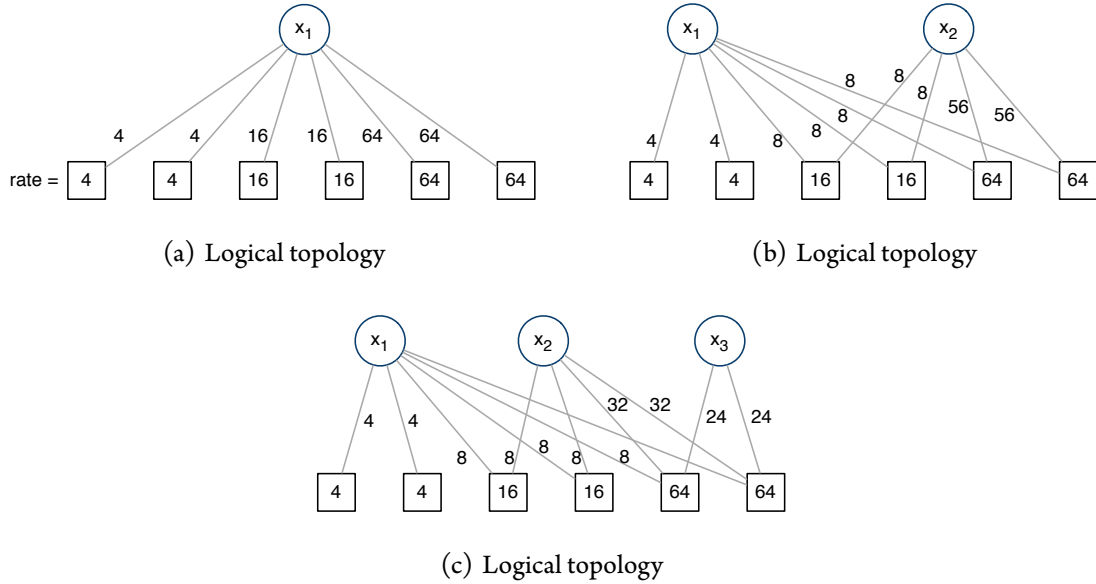 x1
4 4 16 16 64 64
rate = 4 4 16 16 64 64
(a) Logical topology
x1 x2
8 8 8 56 56
4 4 8 8 8
4 4 16 16 64 64
(b) Logical topology
x1 x2 x3
4 4 32 32 24 24
8 8 8 8 8
4 4 16 16 64 64
(c) Logical topology